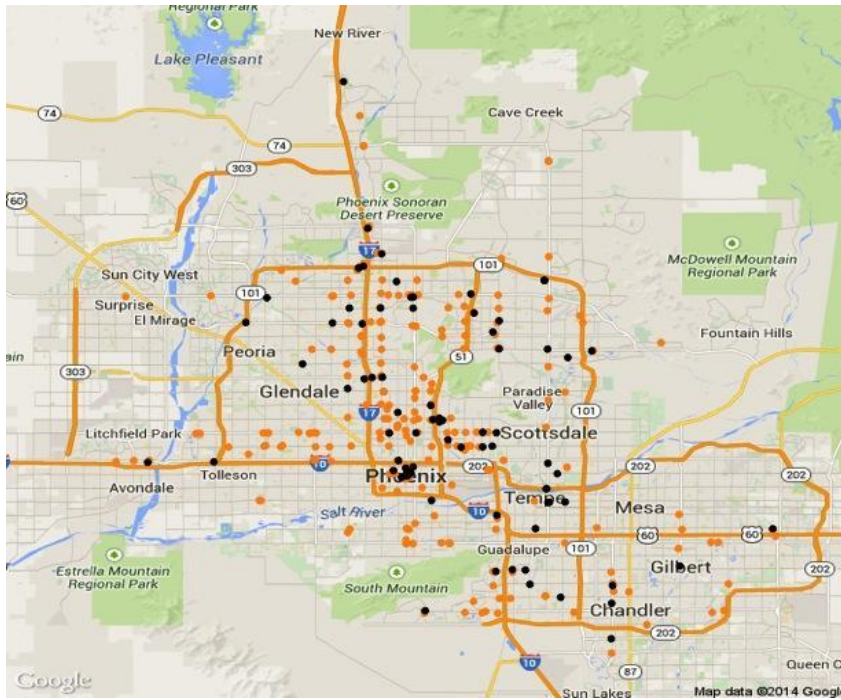 Regional Park
New River
Lake Pleasant
74
Cave Creek
74
303
60
Phoenix Sonoran
Desert Preserve
17
McDowell Mountain
Regional Park
Sun City West
101
101
Surprise
El Mirage
Fountain Hills
Peoria
51
303
Glendale
Paradise
Valley
17
101
Litchfield Park
Scottsdale
10
Phoenix
202
202
202
Tolleson
Avondale
Tempe
Mesa
Salt River
10
60
60
Guadalupe
101
Estrella Mountain
Regional Park
Gilbert
202
South Mountain
Chandler
202
10
87
Queen C
Sun Lakes
Google
Map data ©2014 Google